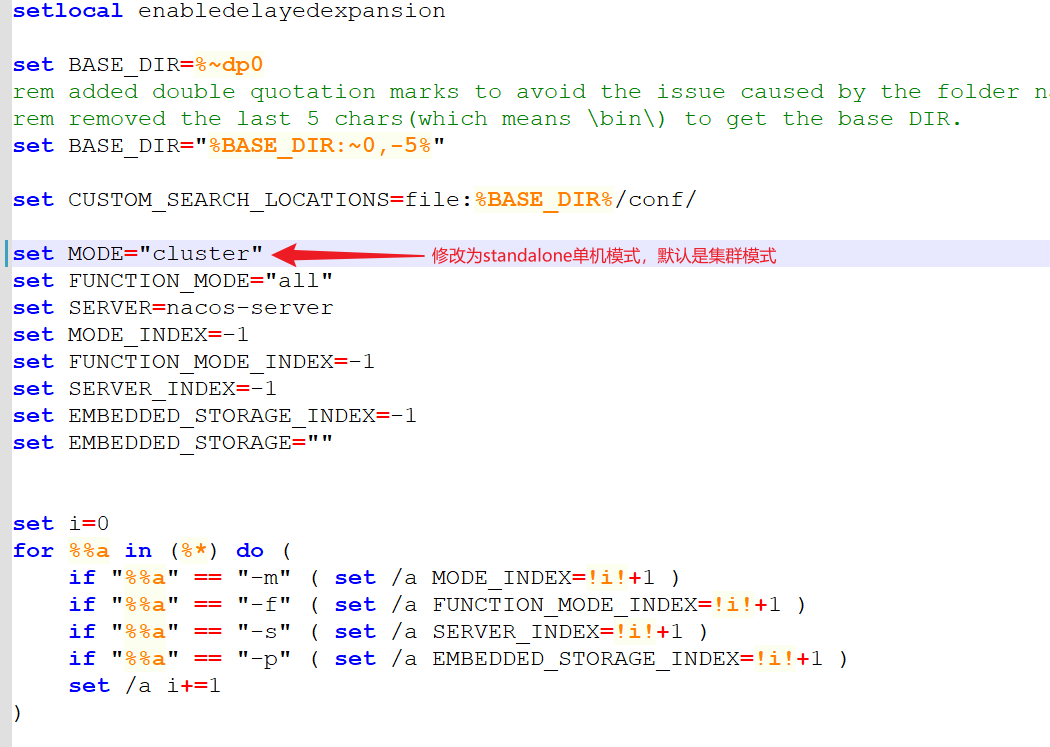 setlocal enabledelayedexpansion
set BASE_DIR=%~dp0
rem added double quotation marks to avoid the issue caused by the folder n
rem removed the last 5 chars(which means \bin\) to get the base DIR.
set BASE_DIR="%BASE_DIR:~0,-5%"
set CUSTOM_SEARCH_LOCATIONS=file:%BASE_DIR%/conf/
set MODE="cluster" 修改为standalone单机模式，默认是集群模式
set FUNCTION_MODE="all"
set SERVER=nacos-server
set MODE_INDEX=-1
set FUNCTION_MODE_INDEX=-1
set SERVER_INDEX=-1
set EMBEDDED_STORAGE_INDEX=-1
set EMBEDDED_STORAGE=""
set i=0
for %%a in (%*) do (
    if "%%a" == "-m" ( set /a MODE_INDEX=!i!+1 )
    if "%%a" == "-f" ( set /a FUNCTION_MODE_INDEX=!i!+1 )
    if "%%a" == "-s" ( set /a SERVER_INDEX=!i!+1 )
    if "%%a" == "-p" ( set /a EMBEDDED_STORAGE_INDEX=!i!+1 )
    set /a i+=1
)